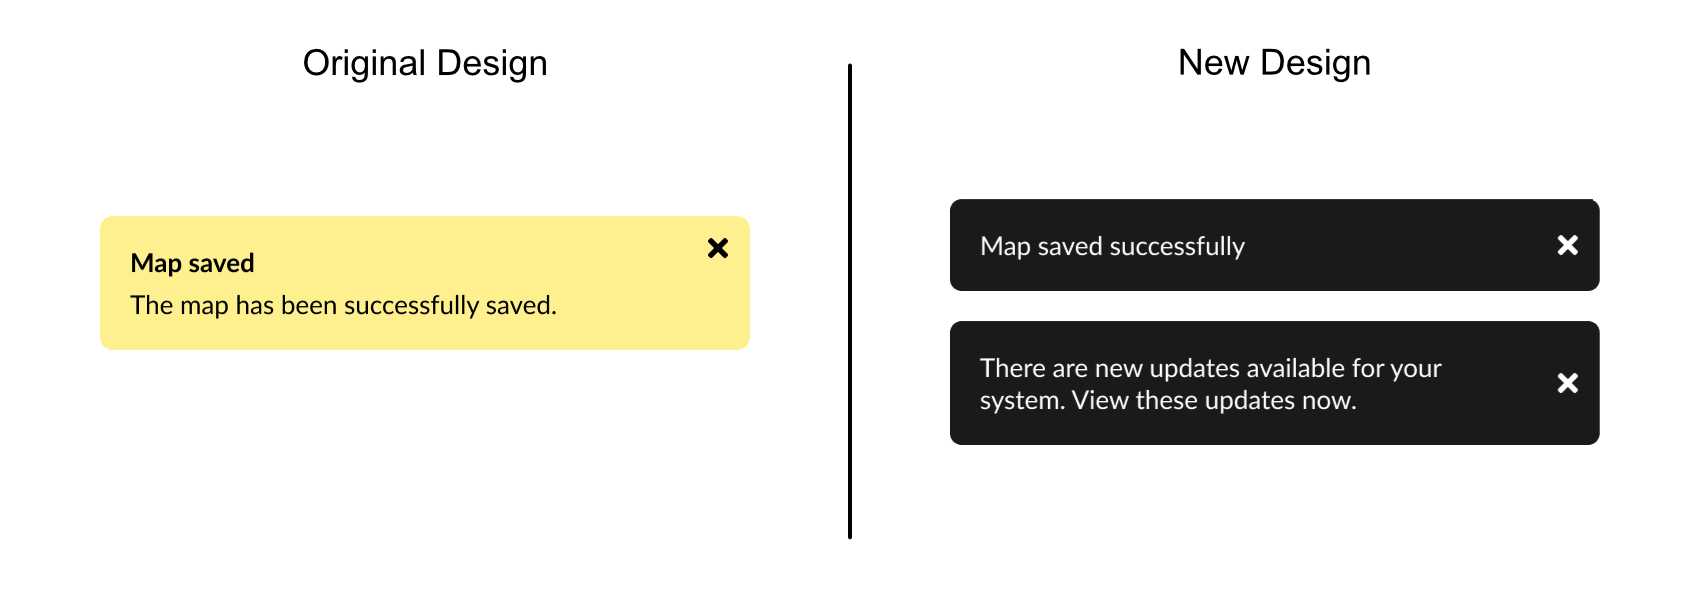 Original Design
Map saved
The map has been successfully saved.
New Design
Map saved successfully
There are new updates available for your
system. View these updates now.